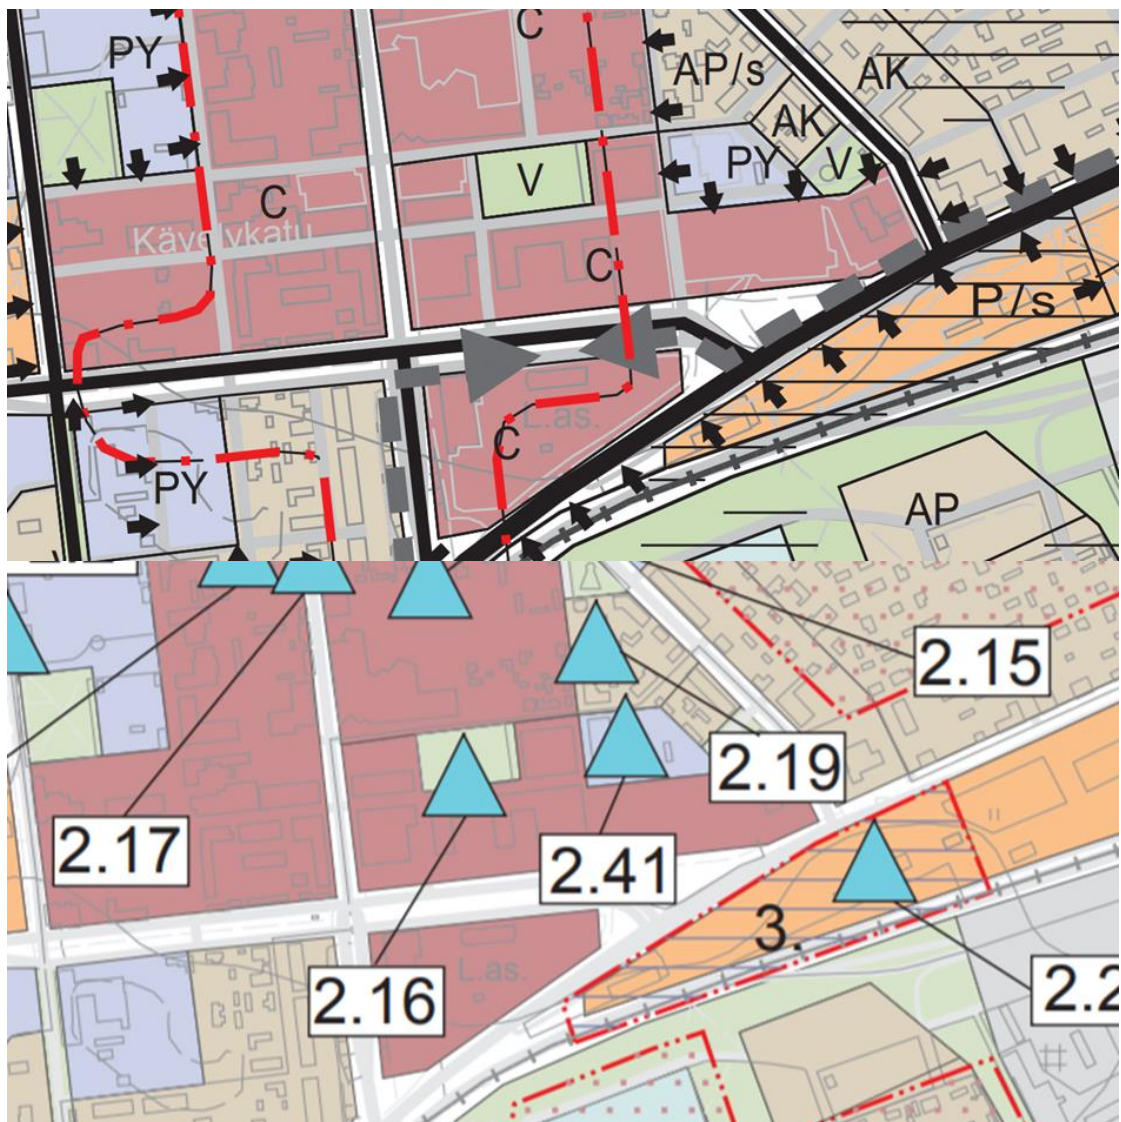 C
PY
AP/s
AK
AK
PY
V
V
C
Kävelykatu
C
P/s
L.as.
C
PY
AP
2.15
2.19
2.17
2.41
3.
L.as.
2.16
2.2